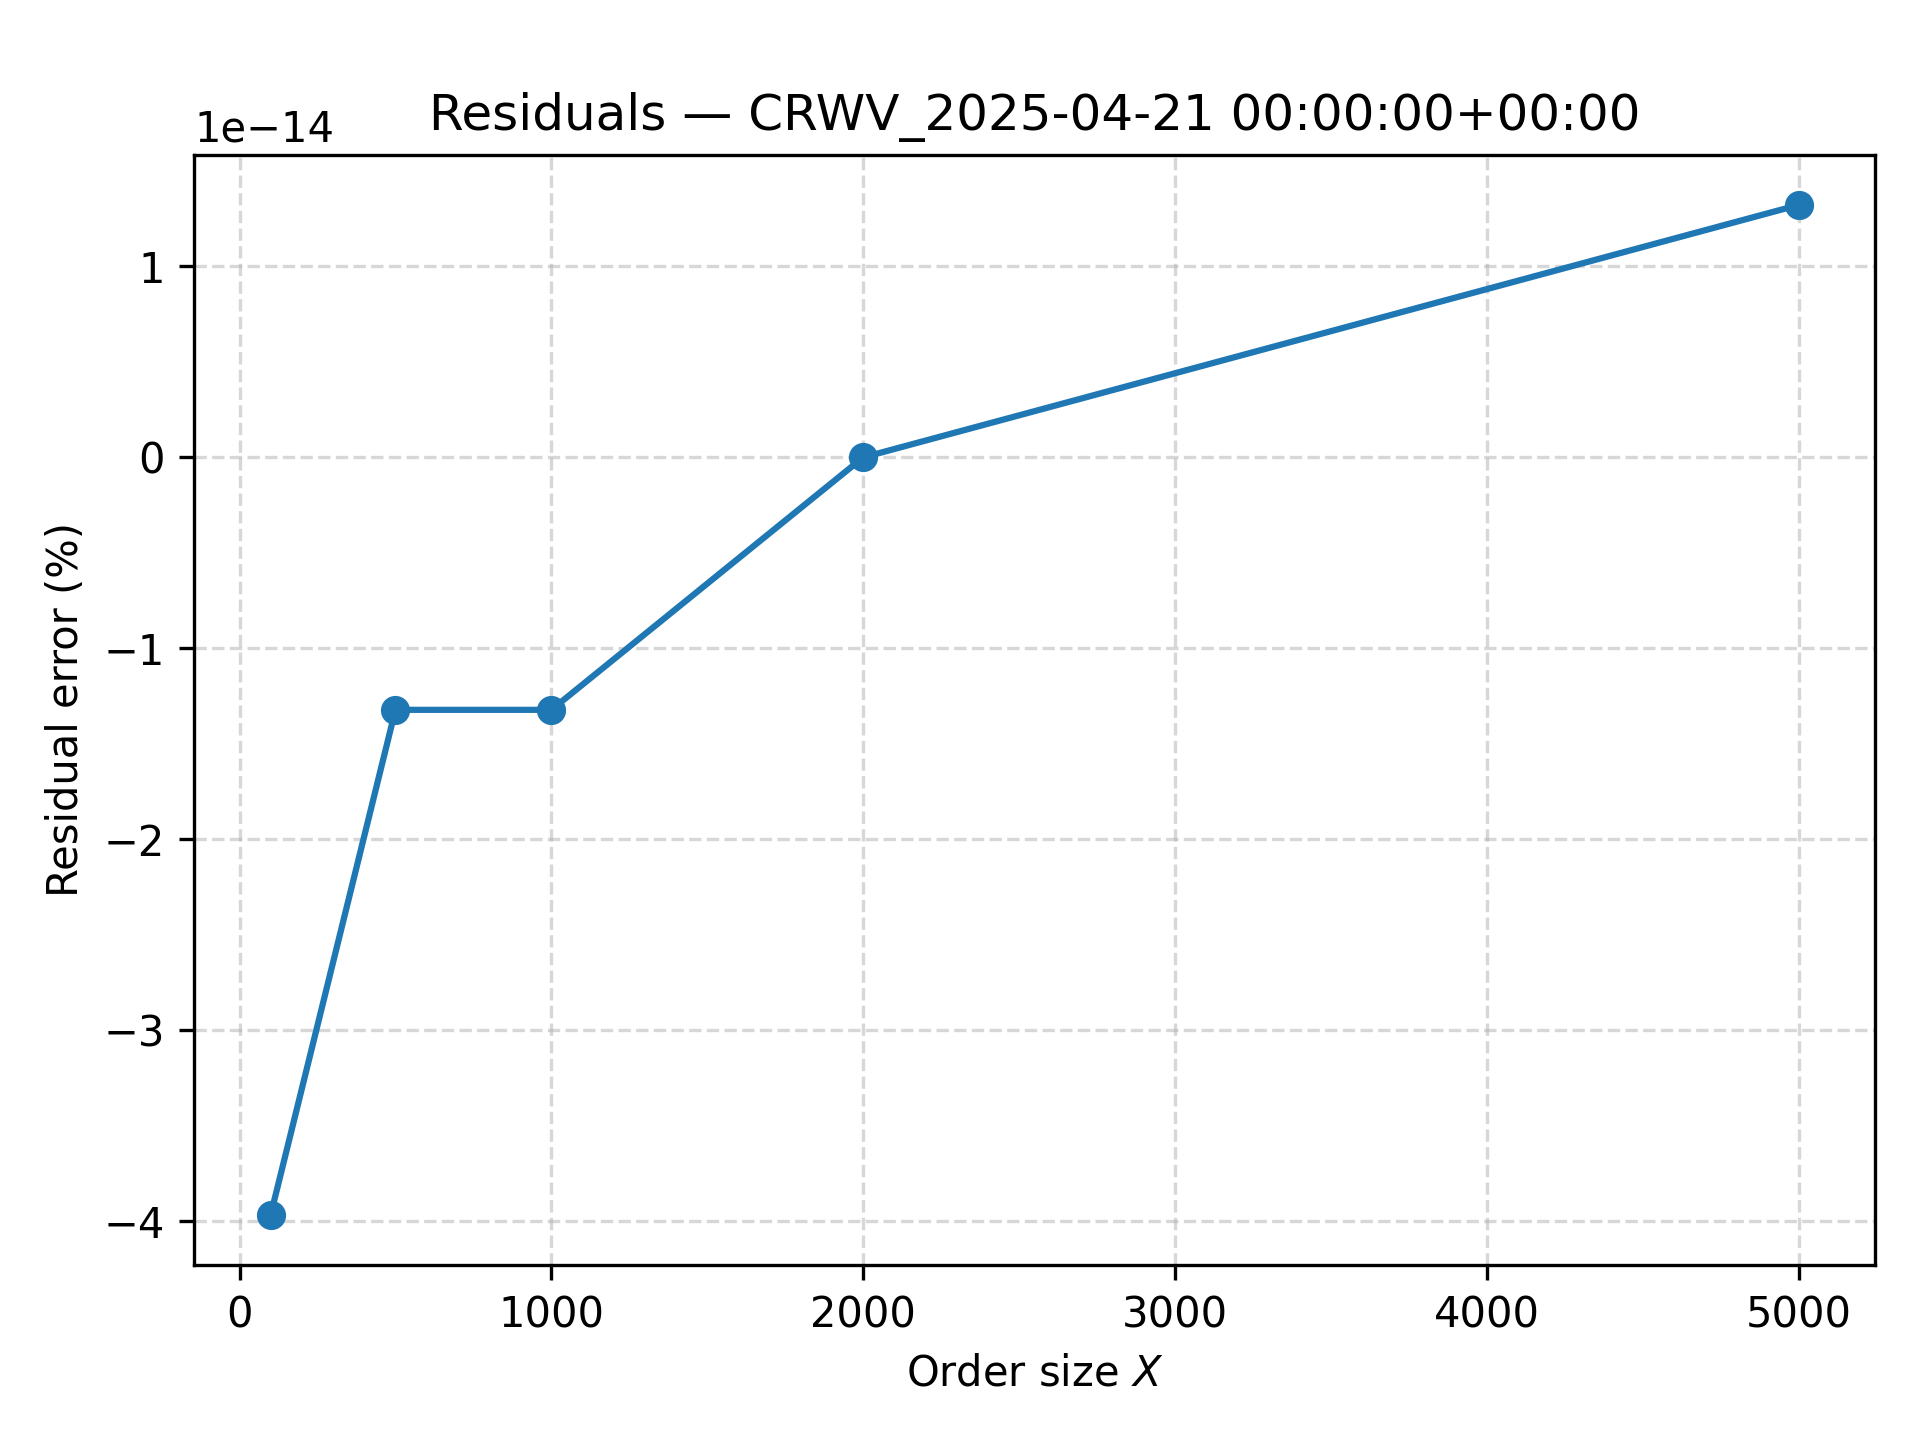 Residuals — CRWV_2025-04-21 00:00:00+00:00
1e−14
1
0
−1
−2
−3
−4
Residual error (%)
0 1000 2000 3000 4000 5000
Order size X